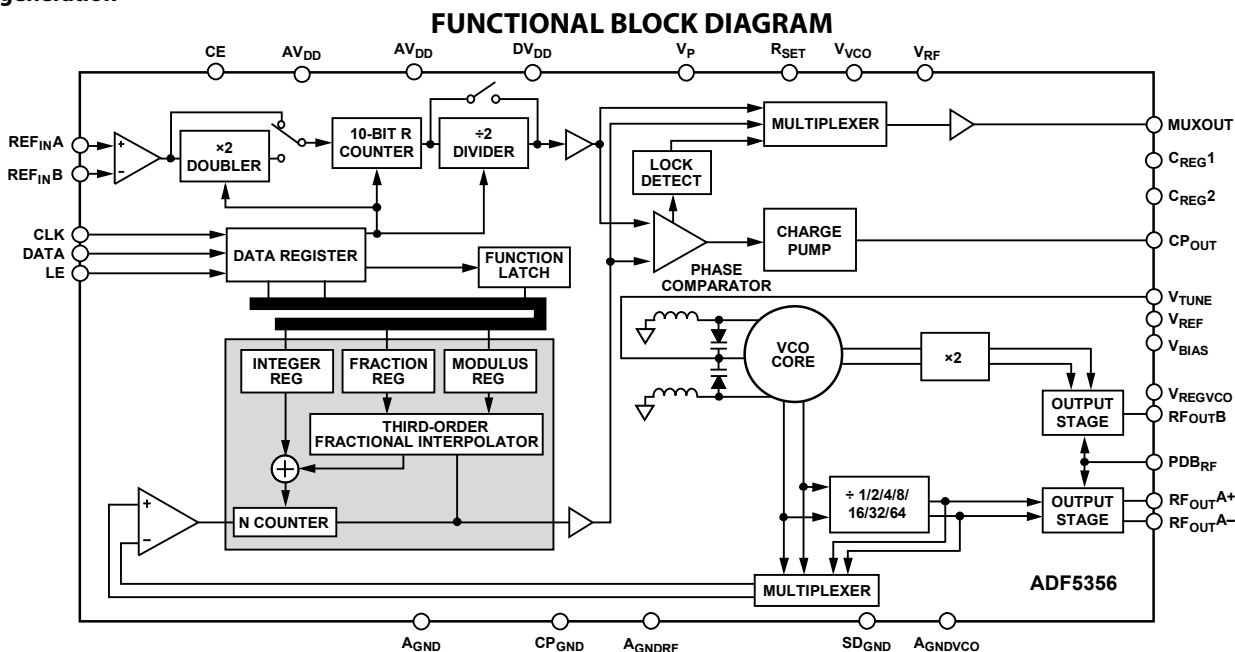 generation
FUNCTIONAL BLOCK DIAGRAM
CE
AVDD
AVDD
DVDD
VP
RSET
VVCO
VRF
REFINA
REFINB
+
−
×2
DOUBLER
10-BIT R
COUNTER
÷2
DIVIDER
MULTIPLEXER
MUXOUT
LOCK
DETECT
CREG1
CREG2
CLK
DATA
LE
DATA REGISTER
FUNCTION
LATCH
CHARGE
PUMP
CPOUT
PHASE
COMPARATOR
VTUNE
VREF
VBIAS
INTEGER
REG
FRACTION
REG
MODULUS
REG
VCO
CORE
×2
VREGVCO
OUTPUT
STAGE
RFOUTB
THIRD-ORDER
FRACTIONAL INTERPOLATOR
+
PDBRF
÷ 1/2/4/8/
16/32/64
OUTPUT
STAGE
RFOUTA+
RFOUTA−
+
−
N COUNTER
MULTIPLEXER
ADF5356
AGND
CPGND
AGNDRF
SDGND
AGNDVCO